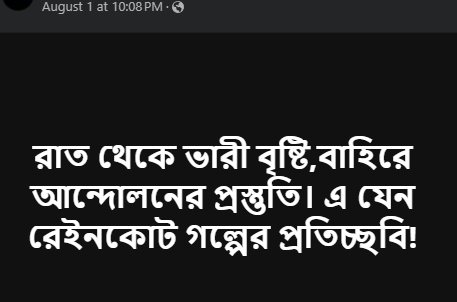 August 1 at 10:08 PM ·
রাত থেকে ভারী বৃষ্টি,বাহিরে
আন্দোলনের প্রস্তুতি। এ যেন
রেইনকোট গল্পের প্রতিচ্ছবি!